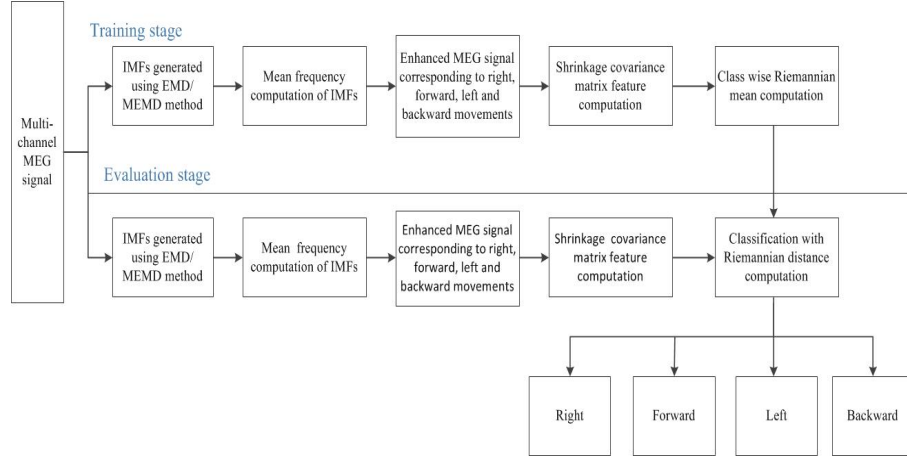 Training stage
Multi-
channel
MEG
signal
IMFs generated
using EMD/
MEMD method
Mean frequency
computation of IMFs
Enhanced MEG signal
corresponding to right,
forward, left and
backward movements
Shrinkage covariance
matrix feature
computation
Class wise Riemannian
mean computation
Evaluation stage
IMFs generated
using EMD/
MEMD method
Mean frequency
computation of IMFs
Enhanced MEG signal
corresponding to right,
forward, left and
backward movements
Shrinkage covariance
matrix feature
computation
Classification with
Riemannian distance
computation
Right
Forward
Left
Backward